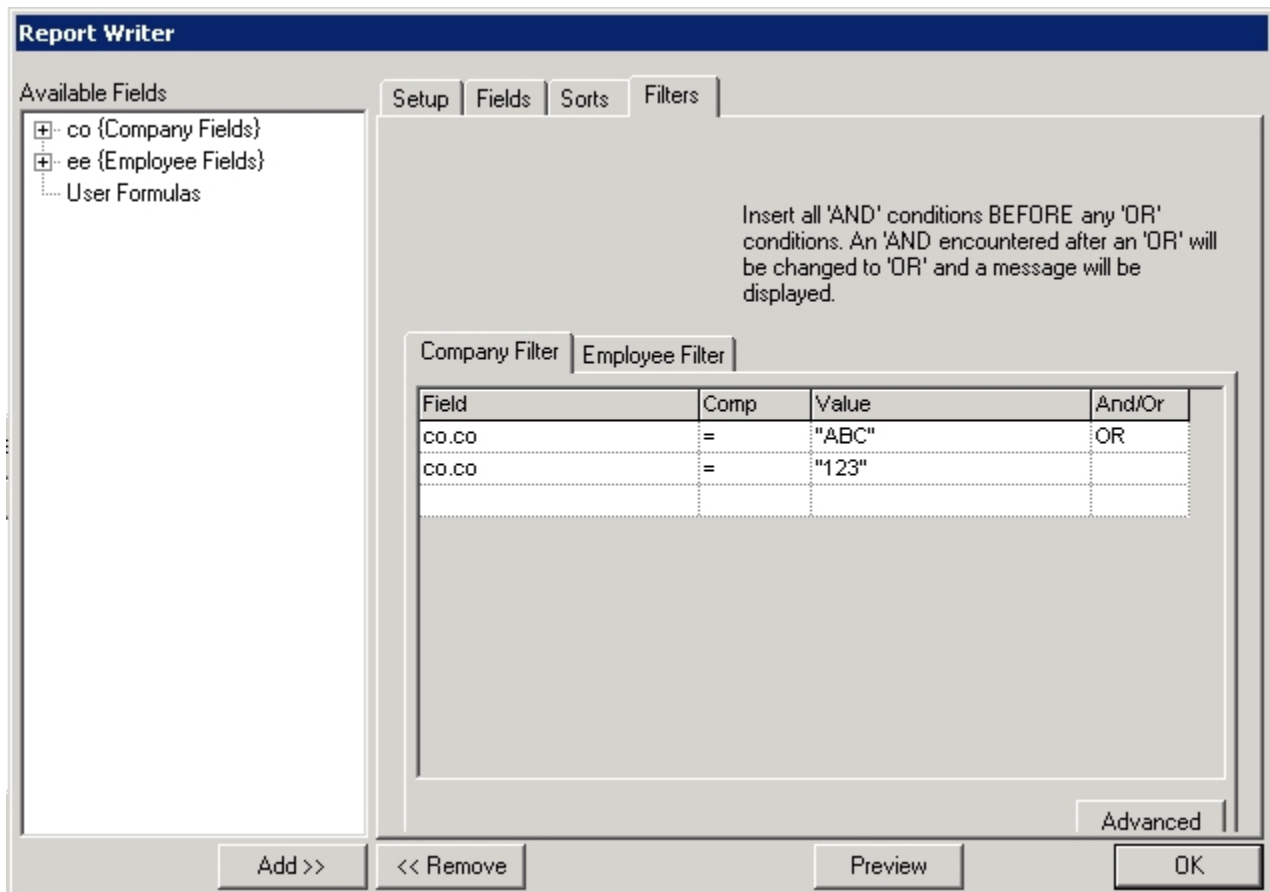 Report Writer
Available Fields
co {Company Fields}
ee {Employee Fields}
User Formulas
Setup Fields Sorts Filters
Insert all 'AND' conditions BEFORE any 'OR'
conditions. An 'AND encountered after an 'OR' will
be changed to 'OR' and a message will be
displayed.
Company Filter Employee Filter
Field Comp Value And/Or
co.co = "ABC" OR
co.co = "123"
Advanced
Add >> << Remove Preview OK